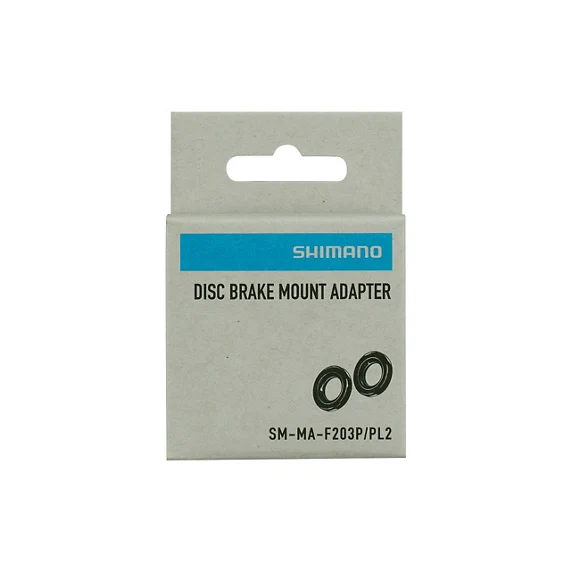 SHIMANO
DISC BRAKE MOUNT ADAPTER
SM-MA-F203P/PL2